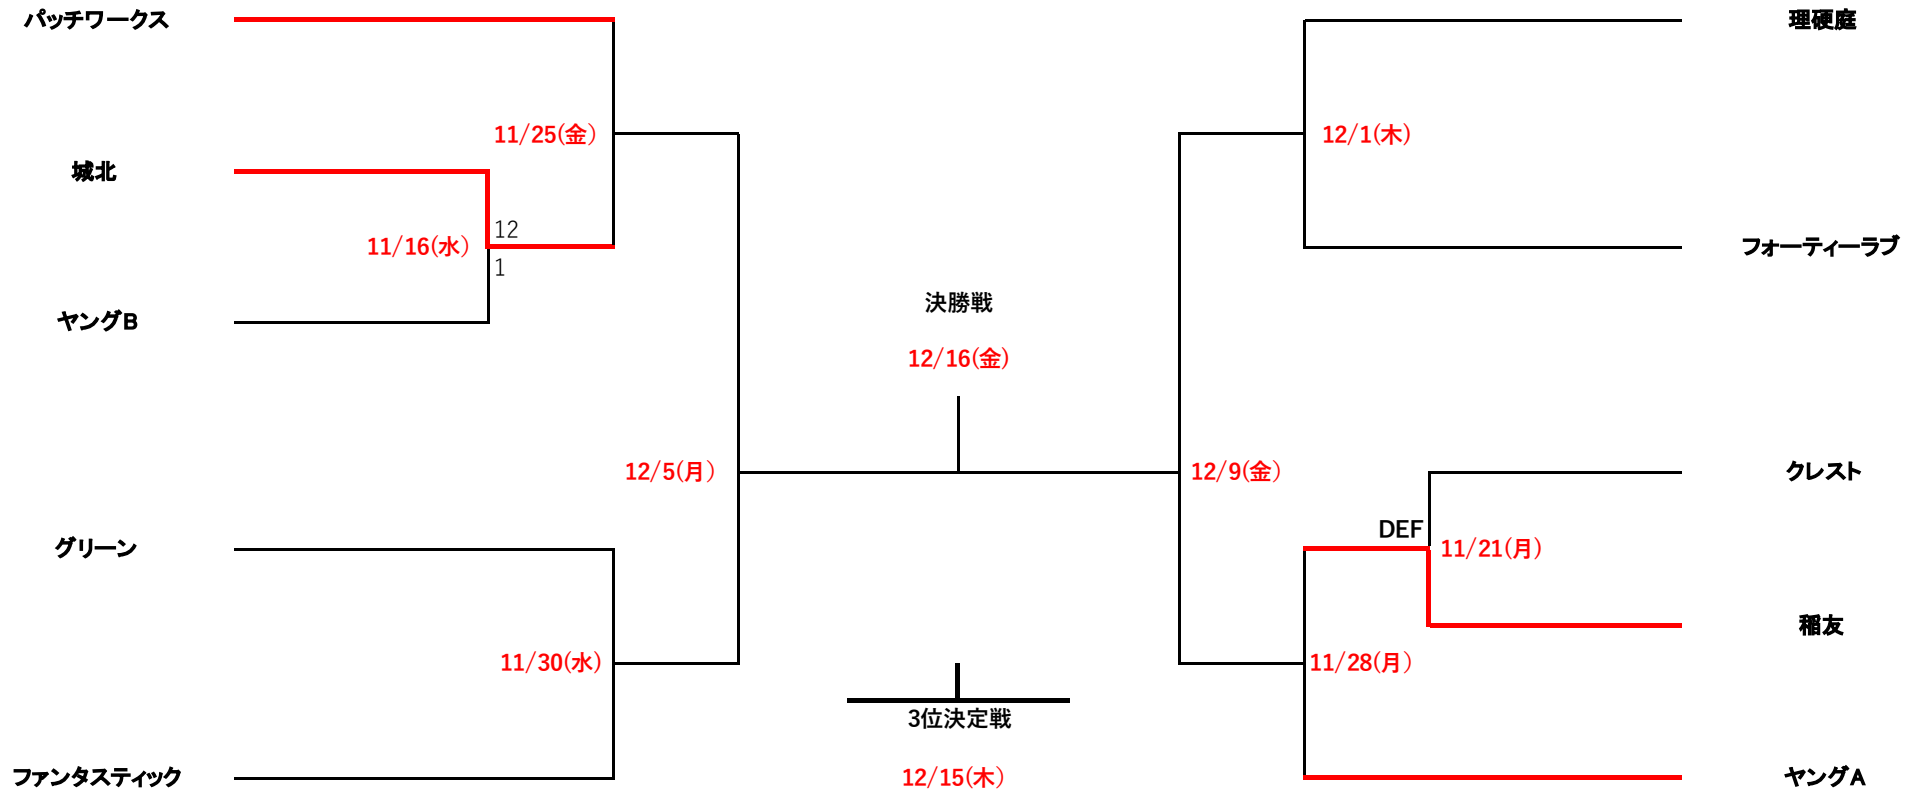 パッチワークス
理硬庭
11/25(金)
12/1(木)
城北
12
11/16(水)
フォーティーラブ
1
決勝戦
ヤングB
12/16(金)
12/5(月)
12/9(金)
クレスト
DEF
グリーン
11/21(月)
稲友
11/30(水)
11/28(月)
3位決定戦
ファンタスティック
12/15(木)
ヤングA